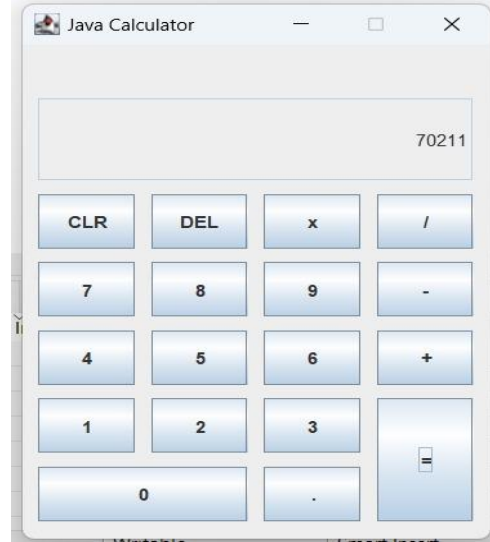 Java Calculator
70211
CLR DEL x /
7 8 9 -
4 5 6 +
1 2 3
=
0 .